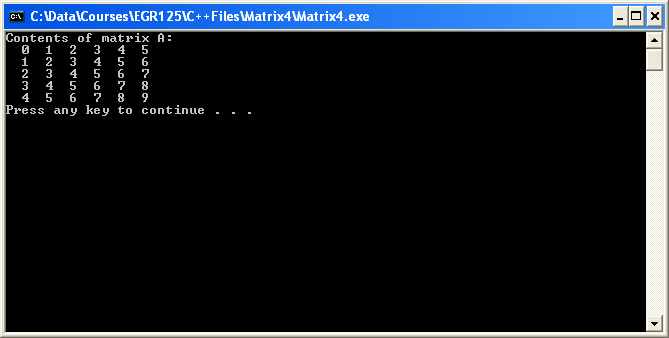 C:\Data\Courses\EGR125\C++Files\Matrix4\Matrix4.exe
Contents of matrix A:
0 1 2 3 4 5
1 2 3 4 5 6
2 3 4 5 6 7
3 4 5 6 7 8
4 5 6 7 8 9
Press any key to continue . . .